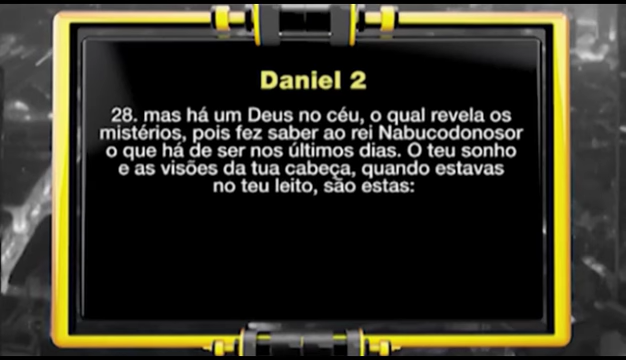 Daniel 2
28. mas há um Deus no céu, o qual revela os
mistérios, pois fez saber ao rei Nabucodonosor
o que há de ser nos últimos dias. O teu sonho
e as visões da tua cabeça, quando estavas
no teu leito, são estas: